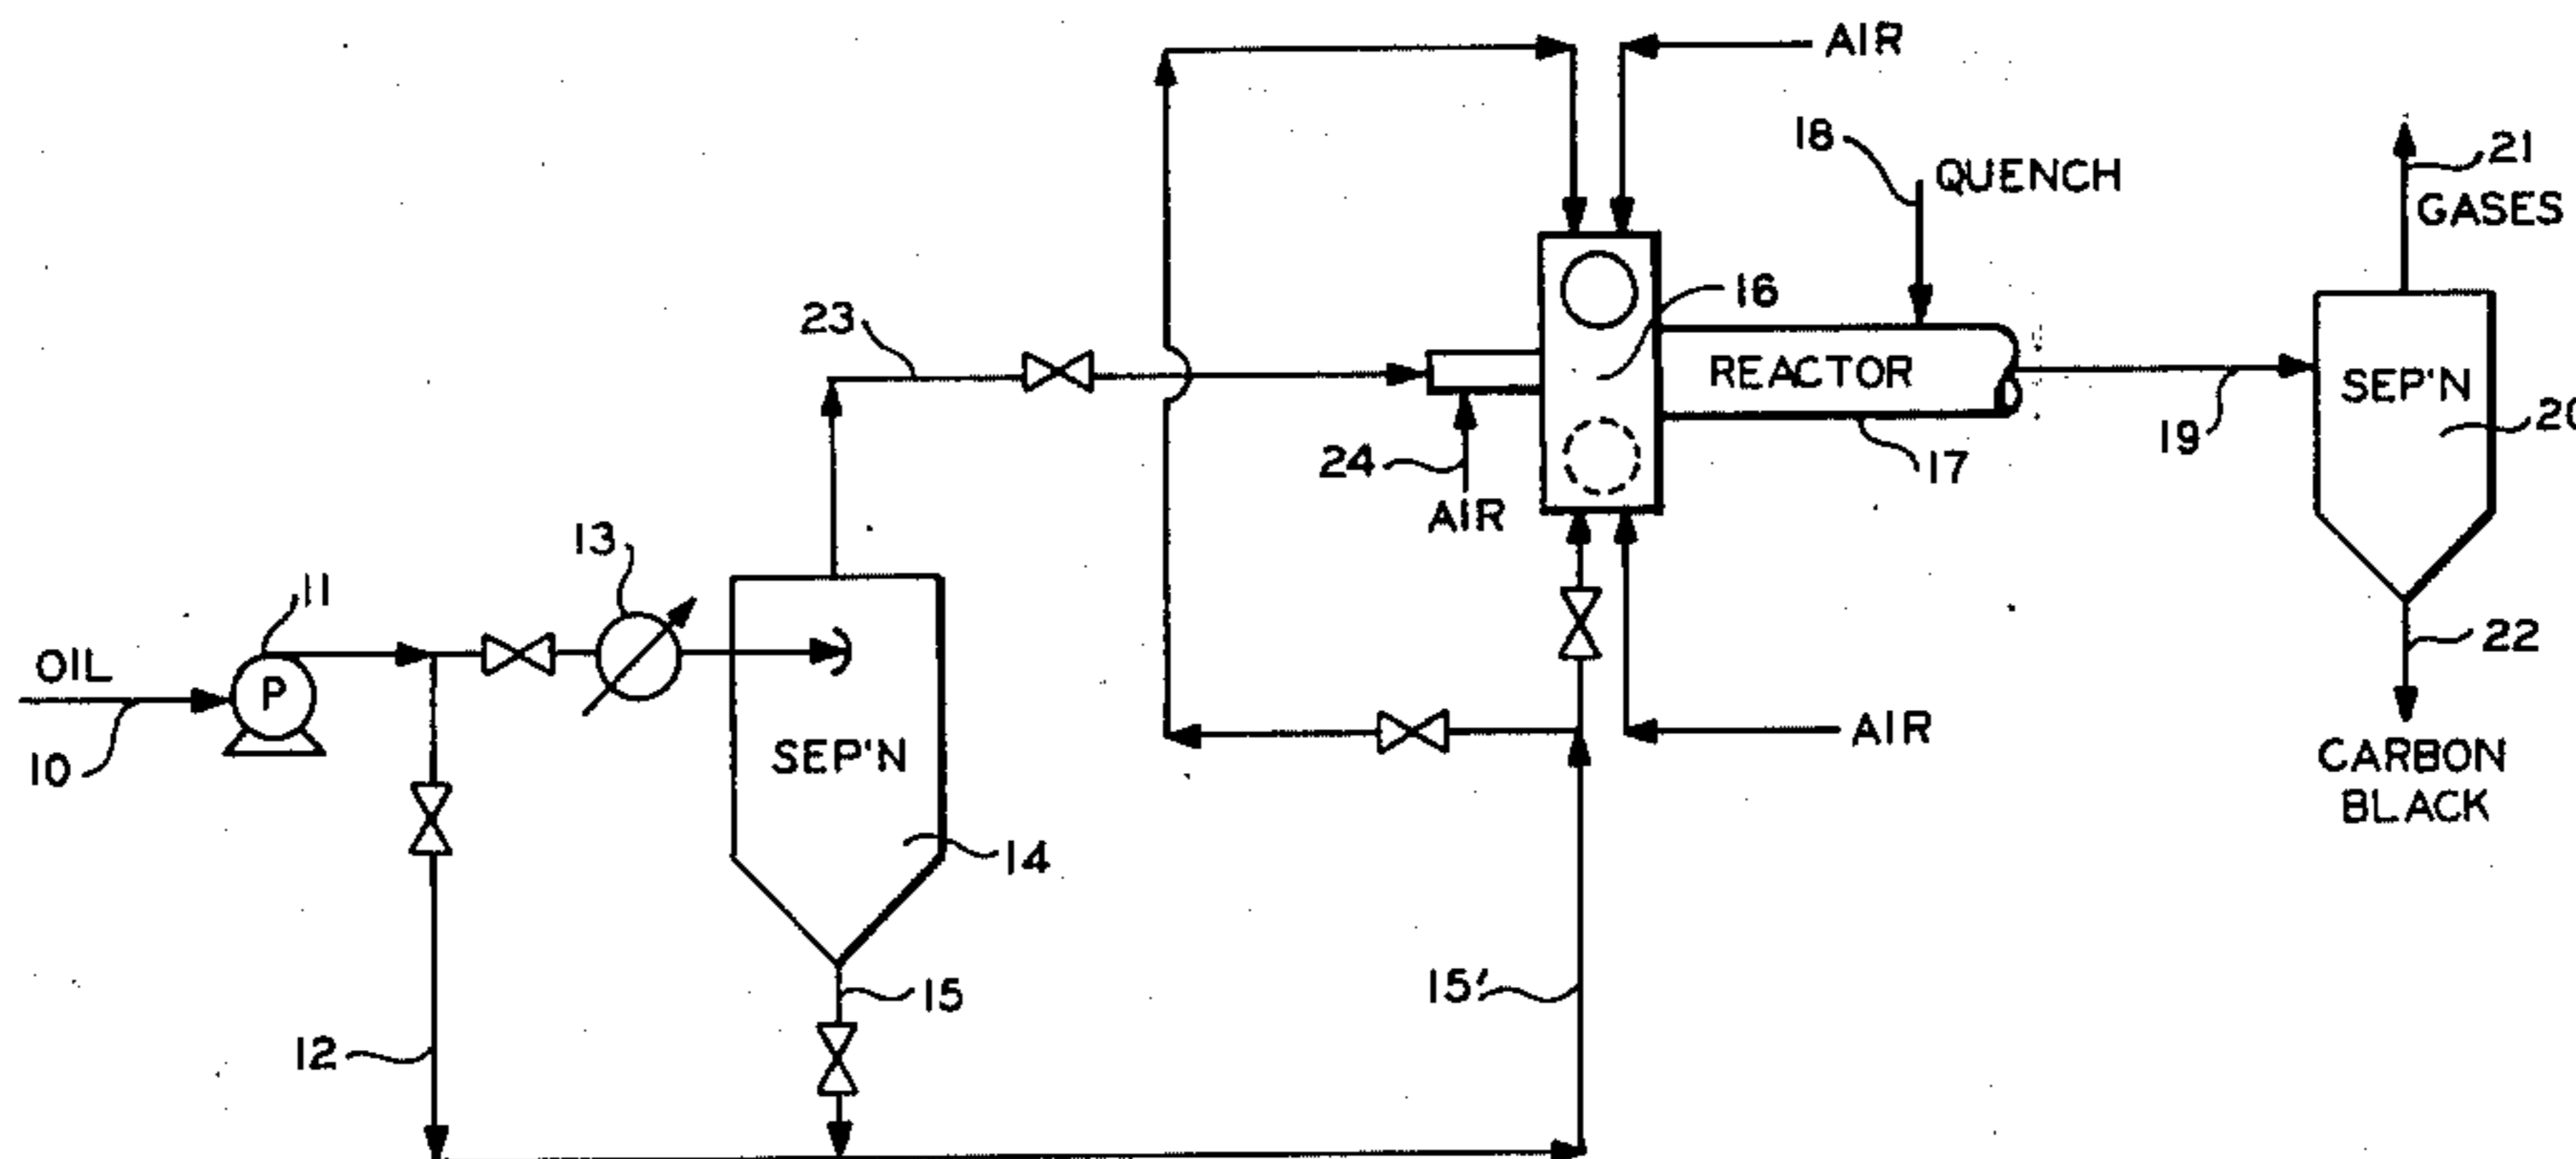 AIR
18
QUENCH
21
GASES
23
16
REACTOR
SEP'N
20
24
AIR
17
19
13
11
OIL
P
10
22
SEP'N
AIR
CARBON
BLACK
14
15
15'
12